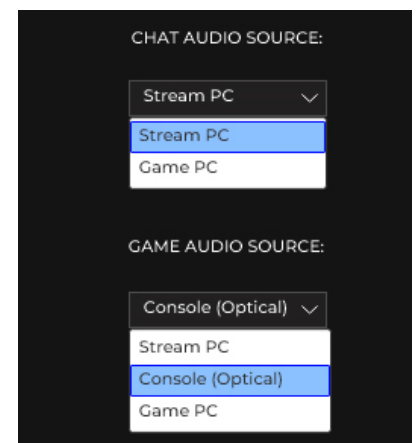 CHAT AUDIO SOURCE:
Stream PC
Stream PC
Game PC
GAME AUDIO SOURCE:
Console (Optical)
Stream PC
Console (Optical)
Game PC